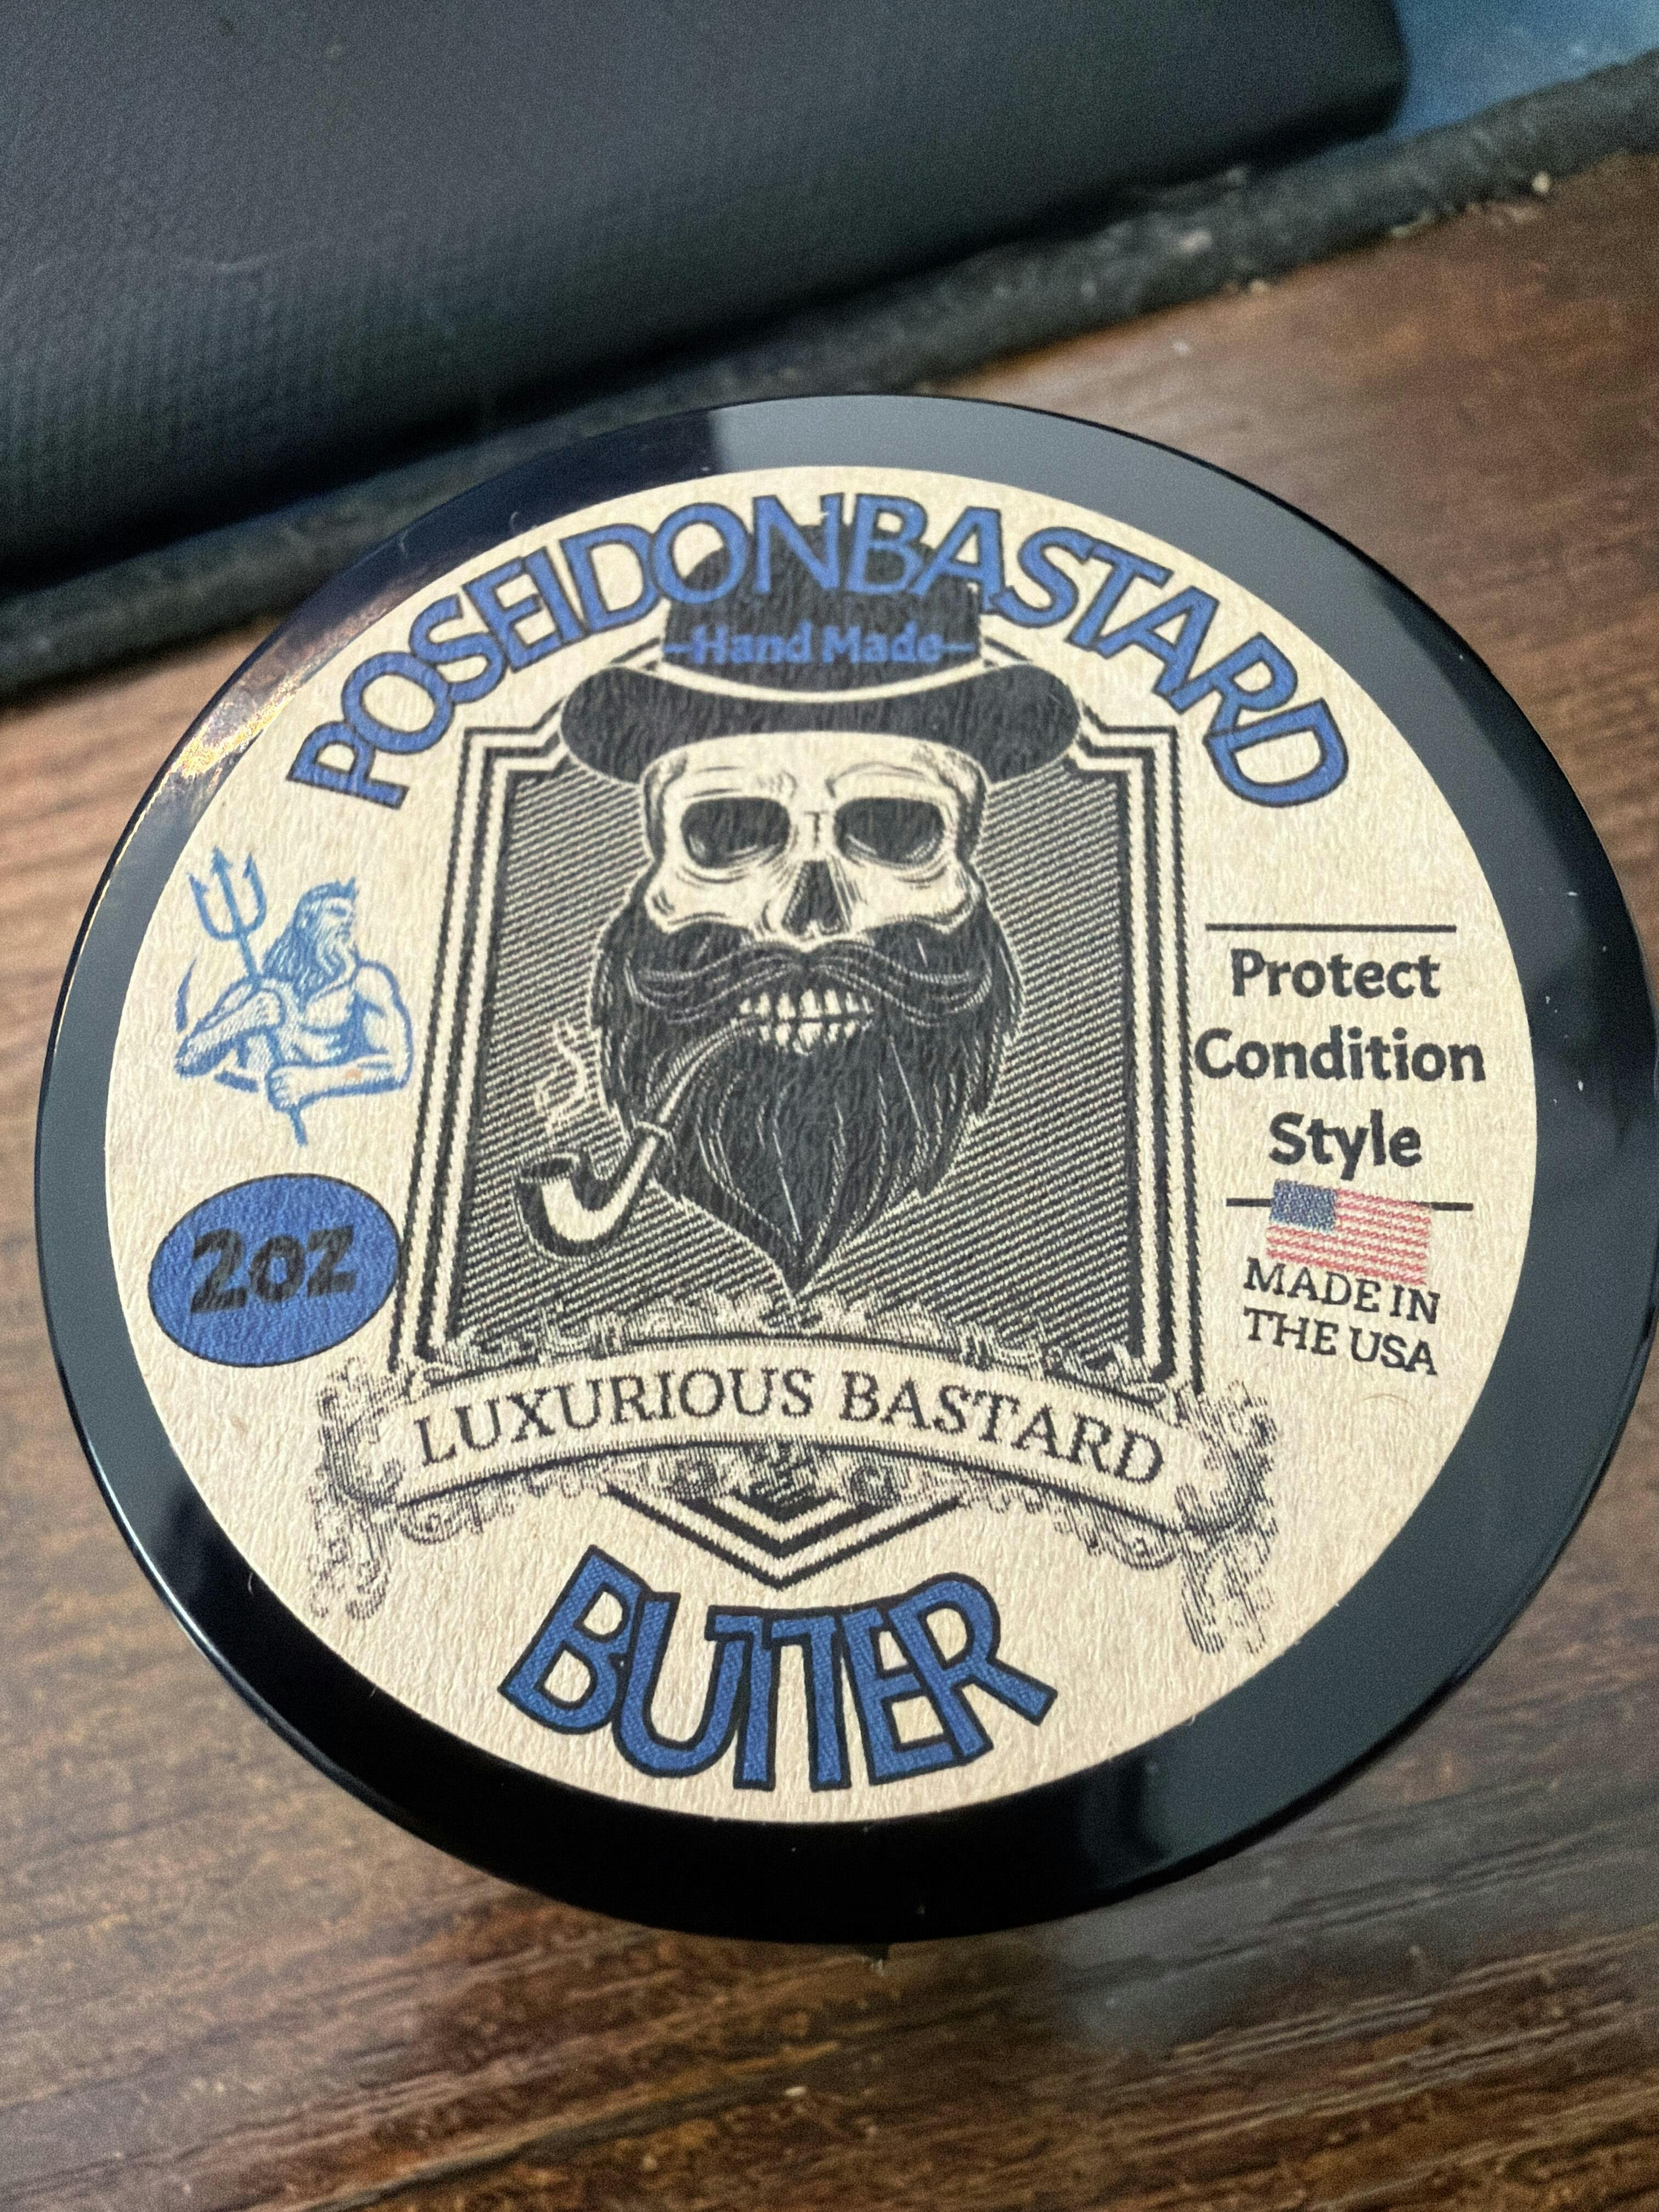 POSEIDONBASTARD
-Hand Made-
Protect
Condition
Style
2oz
MADE IN
THE USA
LUXURIOUS BASTARD
BUTTER